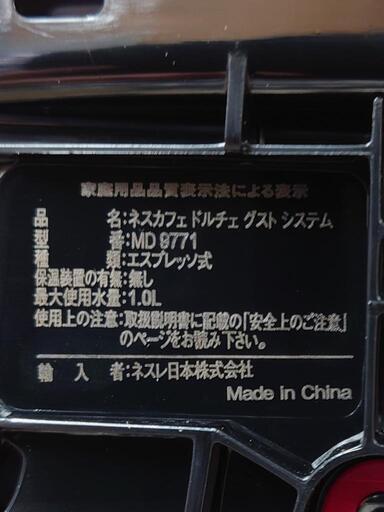 家庭用品品質表示法による表示
品　　　名：ネスカフェ ドルチェ グスト システム
型　　　番：MD 9771
種　　　類：エスプレッソ式
保温装置の有無：無し
最大使用水量：1.0L
使用上の注意：取扱説明書に記載の「安全上のご注意」
のページをお読み下さい。
輸　入　者：ネスレ日本株式会社
Made in China